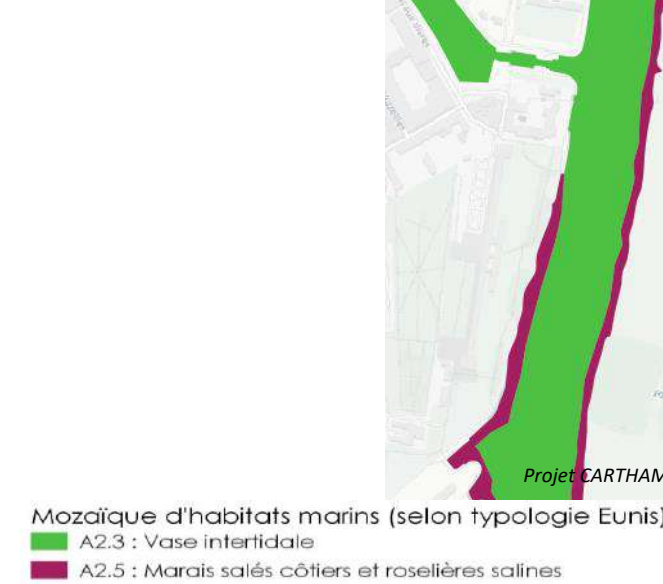 Projet CARTHAM
Mozaïque d'habitats marins (selon typologie Eunis)
A2.3 : Vase intertidale
A2.5 : Marais salés côtiers et roselières salines